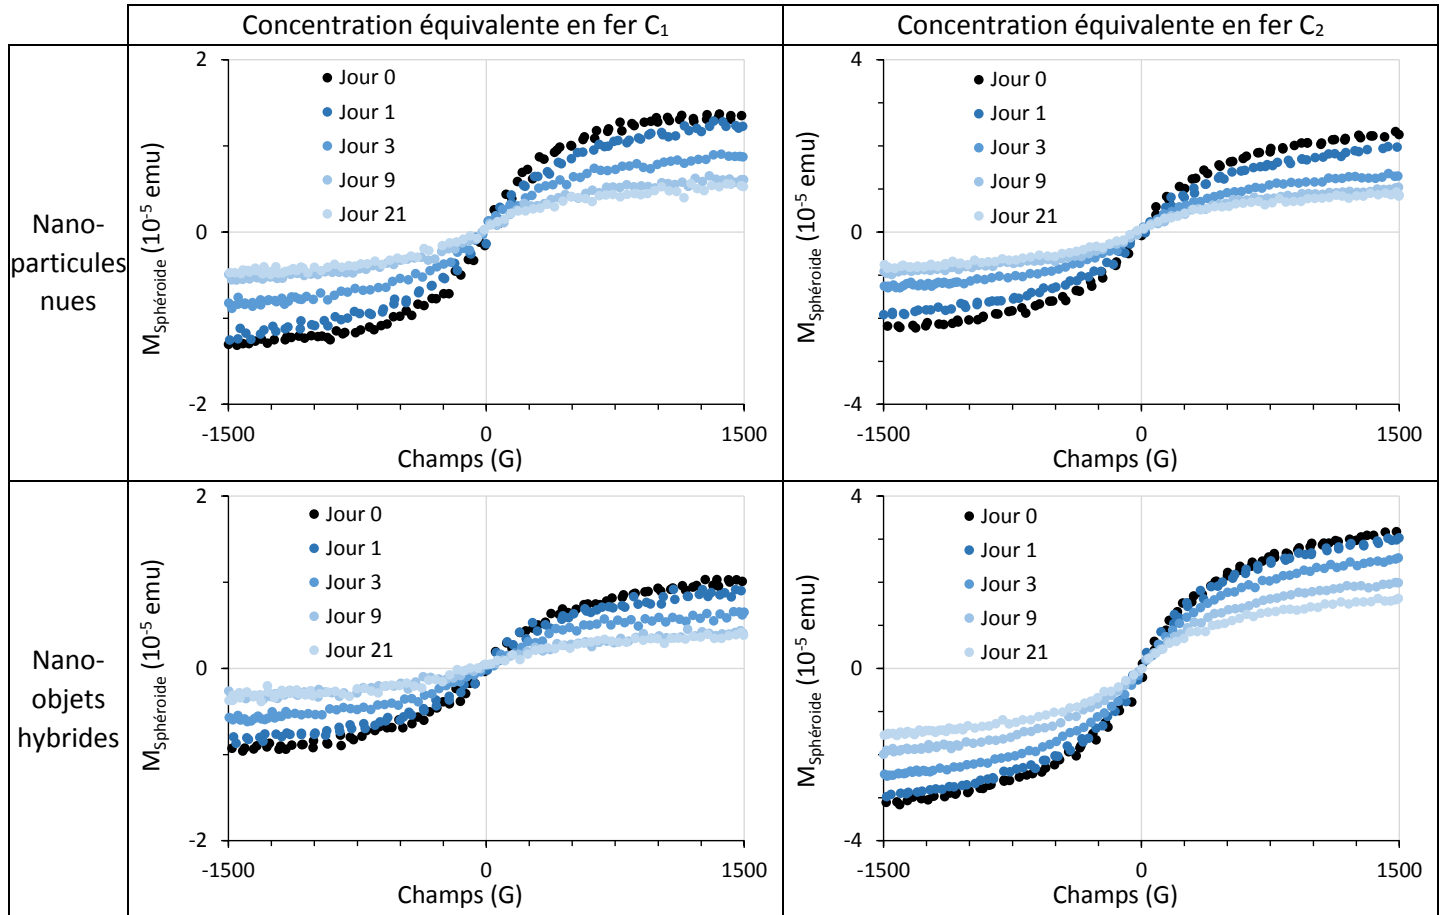 Concentration équivalente en fer C1
Concentration équivalente en fer C2
Nano-
particules
nues
MSphéroïde (10-5 emu)
2
0
-2
-1500
0
1500
Champs (G)
Jour 0
Jour 1
Jour 3
Jour 9
Jour 21
MSphéroïde (10-5 emu)
4
0
-4
-1500
0
1500
Champs (G)
Jour 0
Jour 1
Jour 3
Jour 9
Jour 21
Nano-
objets
hybrides
MSphéroïde (10-5 emu)
2
0
-2
-1500
0
1500
Champs (G)
Jour 0
Jour 1
Jour 3
Jour 9
Jour 21
MSphéroïde (10-5 emu)
4
0
-4
-1500
0
1500
Champs (G)
Jour 0
Jour 1
Jour 3
Jour 9
Jour 21